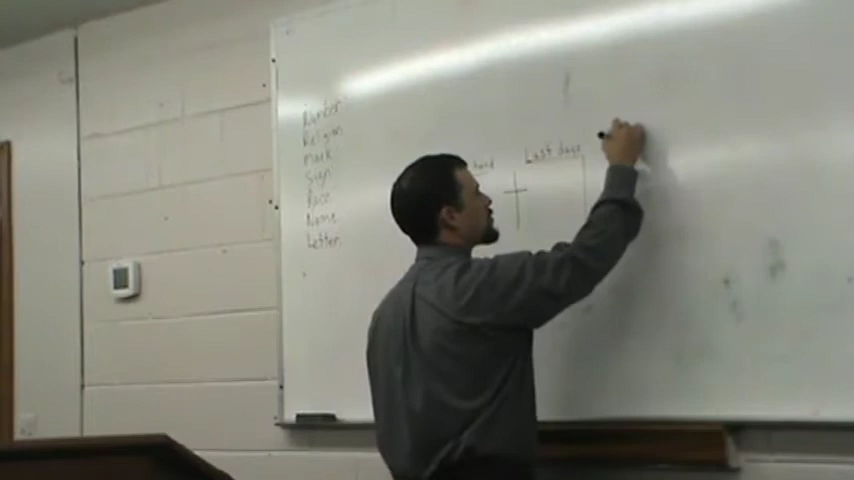 Number
Religion
mark
Sign
Race
Name
Letter
Last days